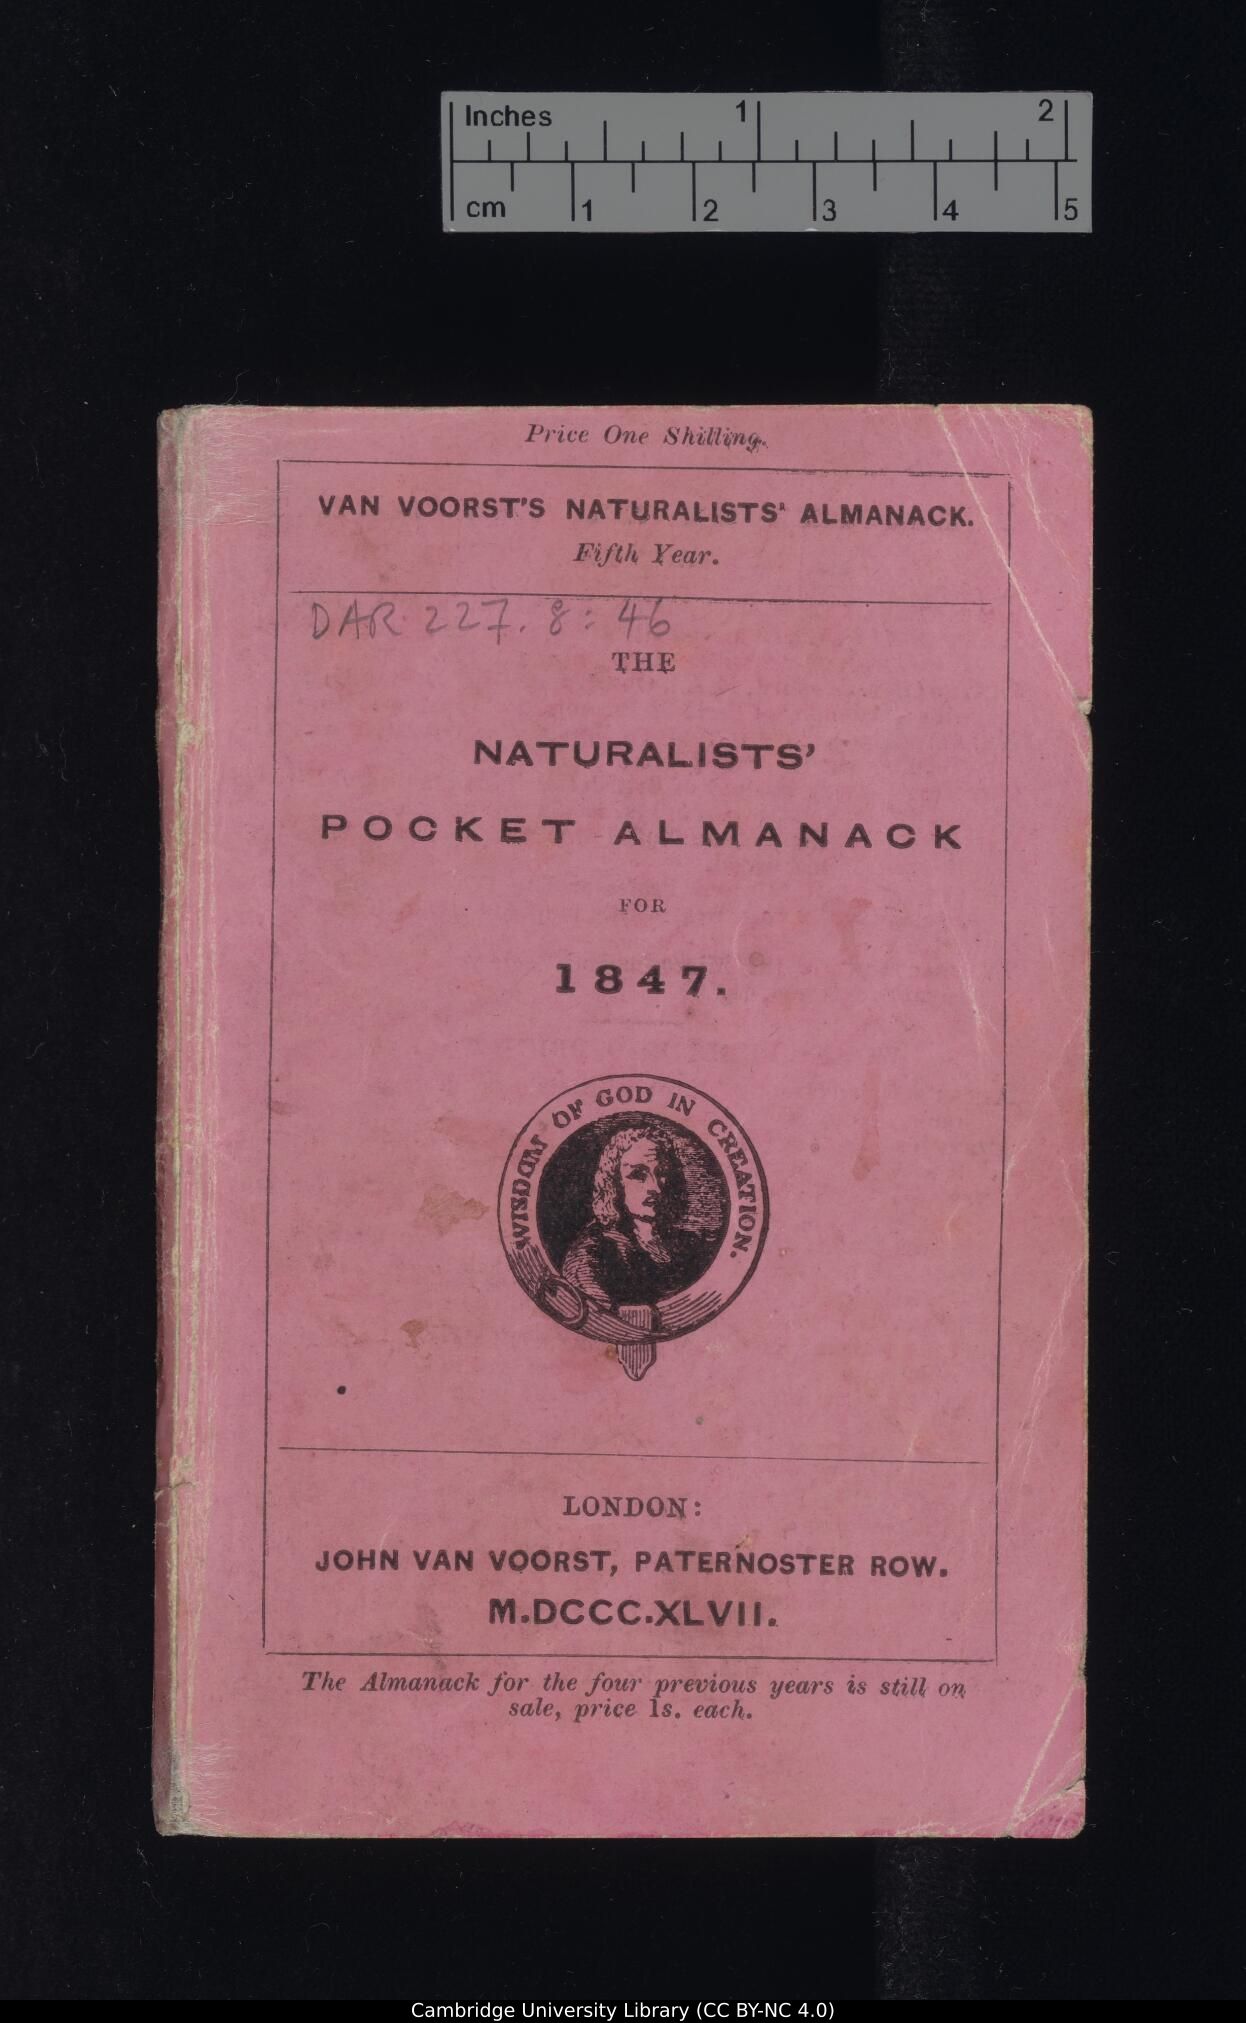 Inches 1 2
cm 1 2 3 4 5
Price One Shilling.
VAN VOORST'S NATURALISTS' ALMANACK.
Fifth Year.
DAR 227. 8: 46
THE
NATURALISTS'
POCKET ALMANACK
FOR
1847.
WISDOM OF GOD IN CREATION.
LONDON:
JOHN VAN VOORST, PATERNOSTER ROW.
M.DCCC.XLVII.
The Almanack for the four previous years is still on
sale, price 1s. each.
Cambridge University Library (CC BY-NC 4.0)